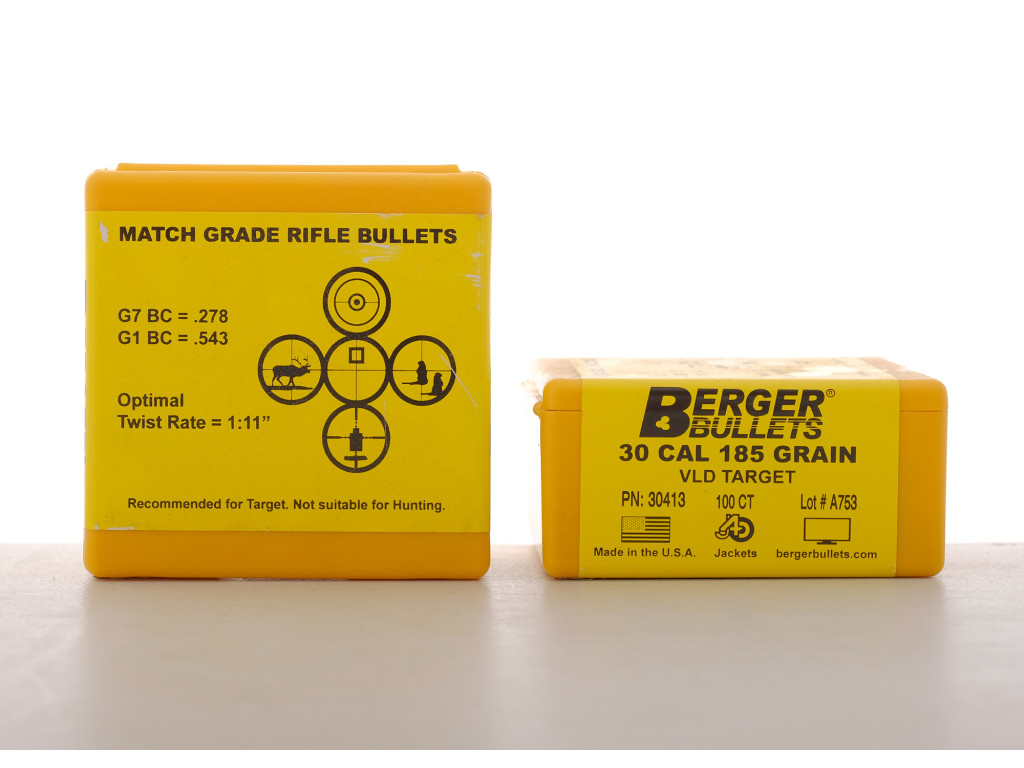 MATCH GRADE RIFLE BULLETS
G7 BC = .278
G1 BC = .543
Optimal
Twist Rate = 1:11”
Recommended for Target. Not suitable for Hunting.
BERGER®
BULLETS
30 CAL 185 GRAIN
VLD TARGET
PN: 30413 100 CT Lot # A753
Made in the U.S.A. Jackets bergerbullets.com